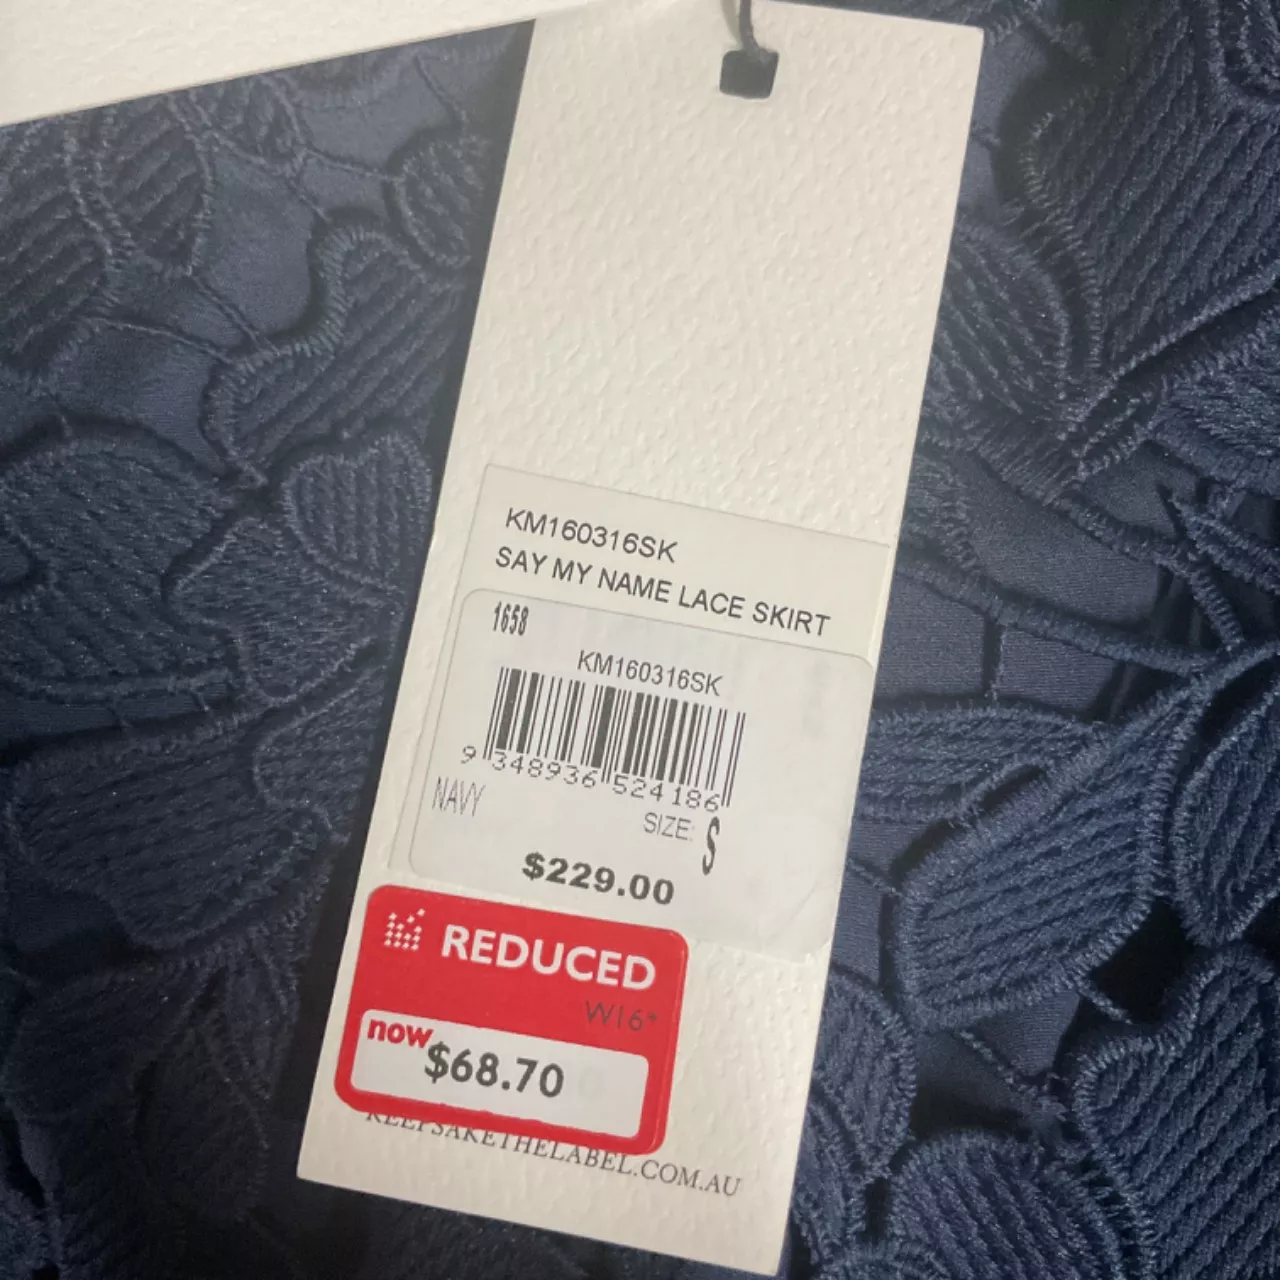 KM160316SK
SAY MY NAME LACE SKIRT
1658
KM160316SK
9 348936 524186
NAVY
SIZE: S
$229.00
REDUCED
W16*
now $68.70
KEEPSAKETHELABEL.COM.AU